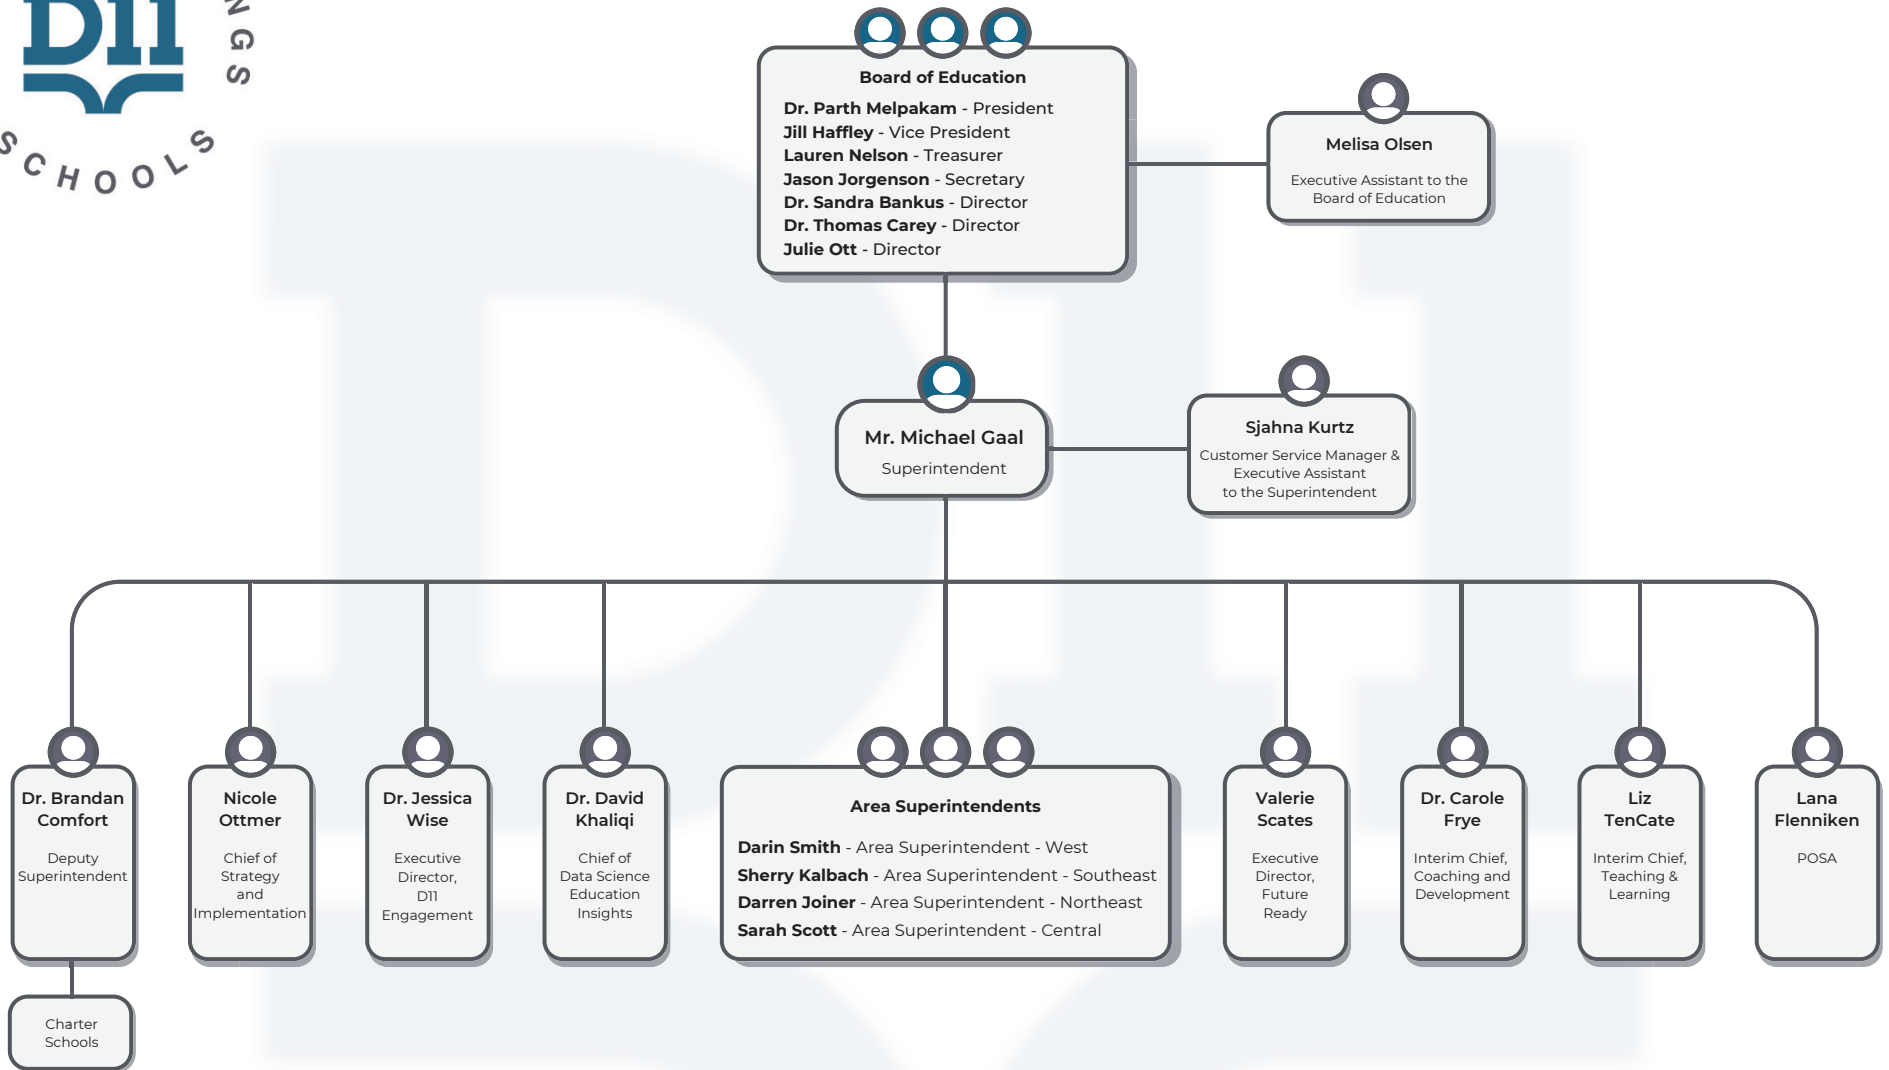 D11
NGS
SCHOOLS
Board of Education
Dr. Parth Melpakam - President
Jill Haffley - Vice President
Lauren Nelson - Treasurer
Jason Jorgenson - Secretary
Dr. Sandra Bankus - Director
Dr. Thomas Carey - Director
Julie Ott - Director
Melisa Olsen
Executive Assistant to the
Board of Education
Mr. Michael Gaal
Superintendent
Sjahna Kurtz
Customer Service Manager &
Executive Assistant
to the Superintendent
Dr. Brandan
Comfort
Deputy
Superintendent
Charter
Schools
Nicole
Ottmer
Chief of
Strategy
and
Implementation
Dr. Jessica
Wise
Executive
Director,
D11
Engagement
Dr. David
Khaliqi
Chief of
Data Science
Education
Insights
Area Superintendents
Darin Smith - Area Superintendent - West
Sherry Kalbach - Area Superintendent - Southeast
Darren Joiner - Area Superintendent - Northeast
Sarah Scott - Area Superintendent - Central
Valerie
Scates
Executive
Director,
Future
Ready
Dr. Carole
Frye
Interim Chief,
Coaching and
Development
Liz
TenCate
Interim Chief,
Teaching &
Learning
Lana
Flenniken
POSA